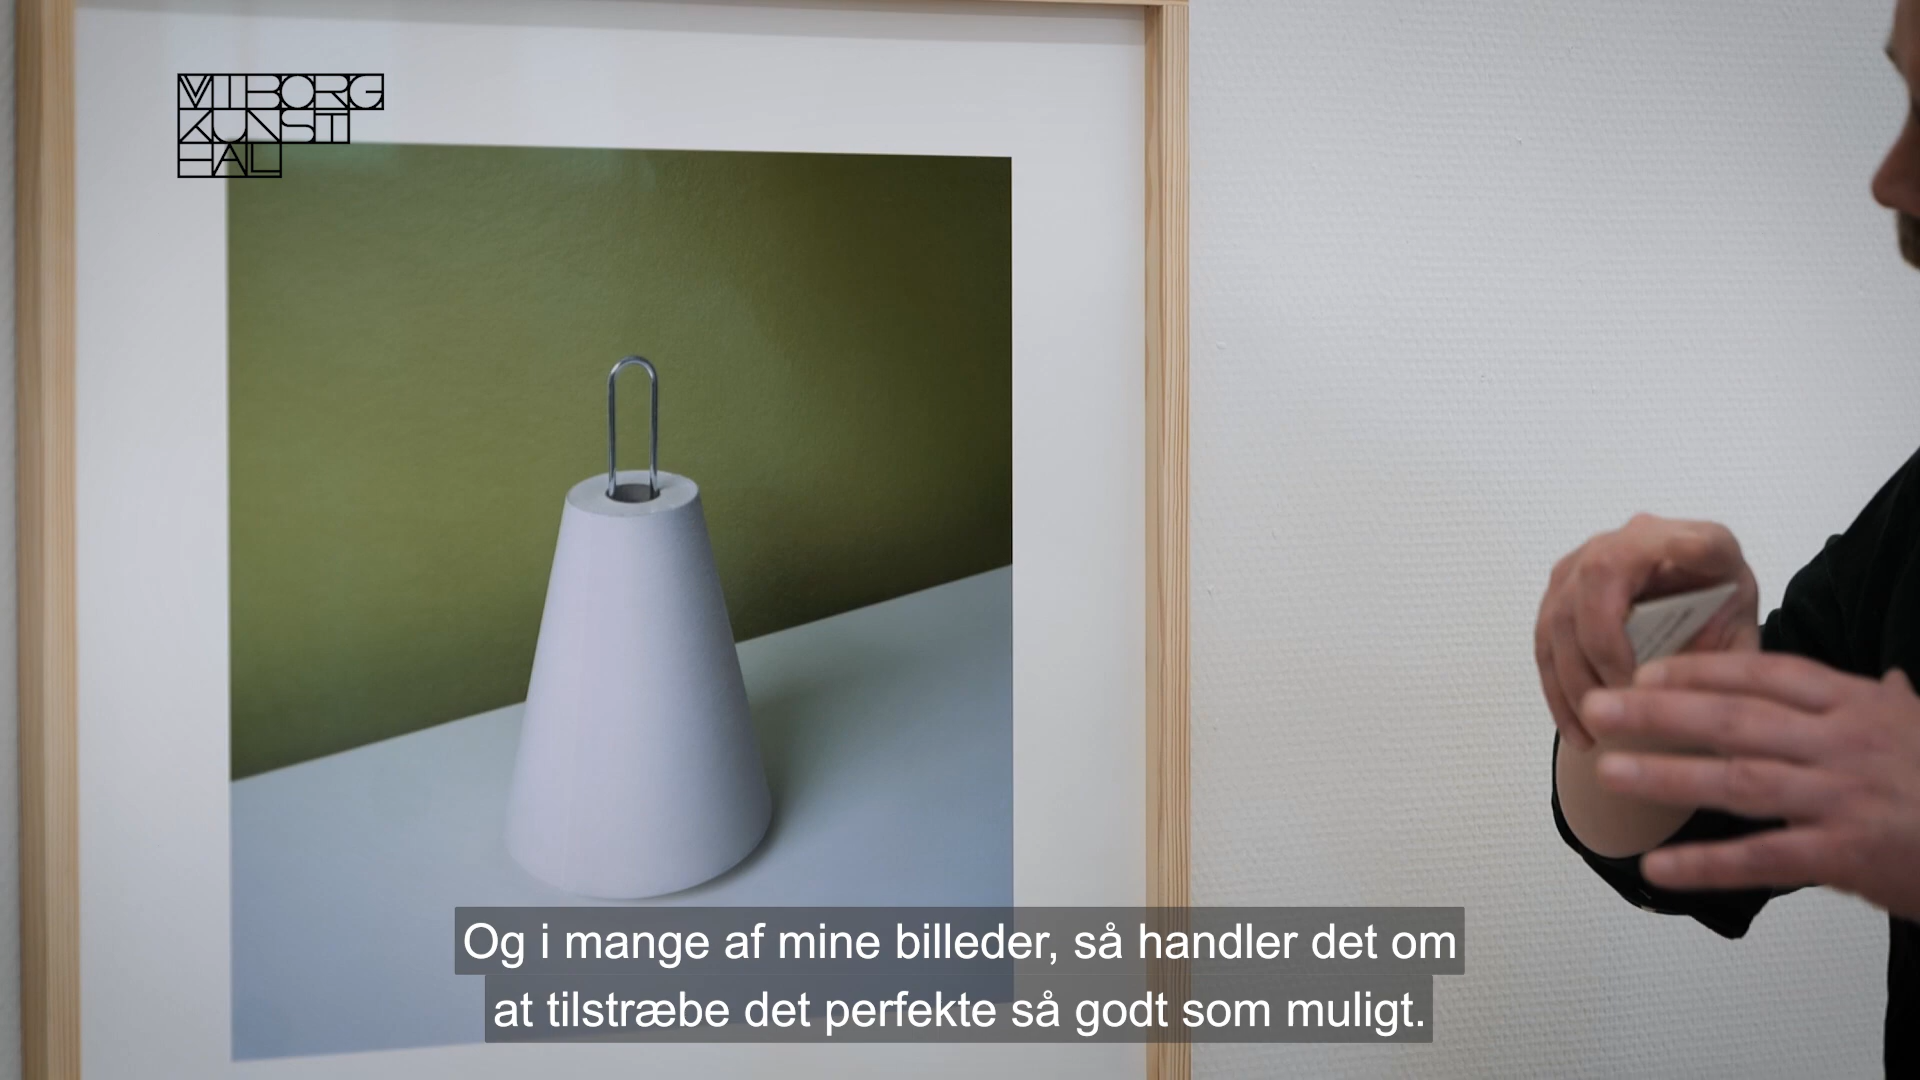 VIBORG
KUNST
HAL
Og i mange af mine billeder, så handler det om
at tilstræbe det perfekte så godt som muligt.